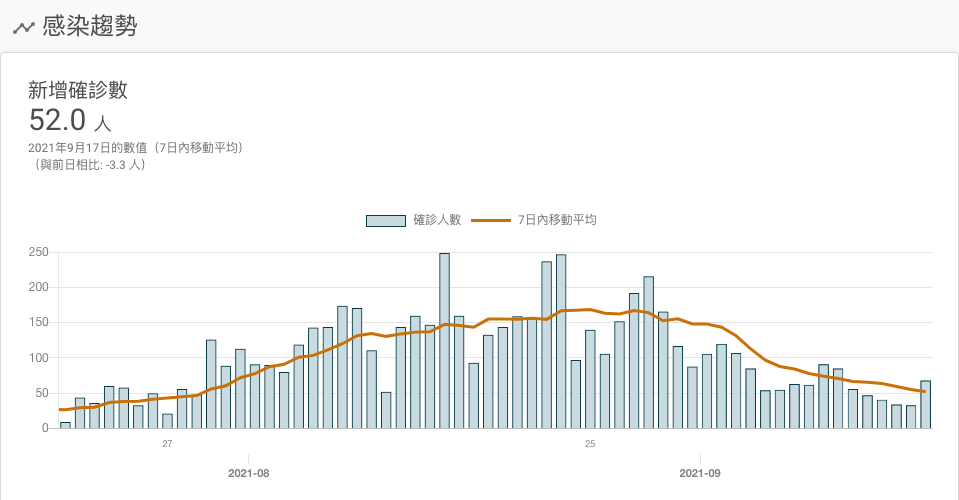 感染趨勢
新增確診數
52.0 人
2021年9月17日的數值（7日內移動平均）
（與前日相比: -3.3 人）
確診人數 7日內移動平均
250
200
150
100
50
0
27 25
2021-08 2021-09